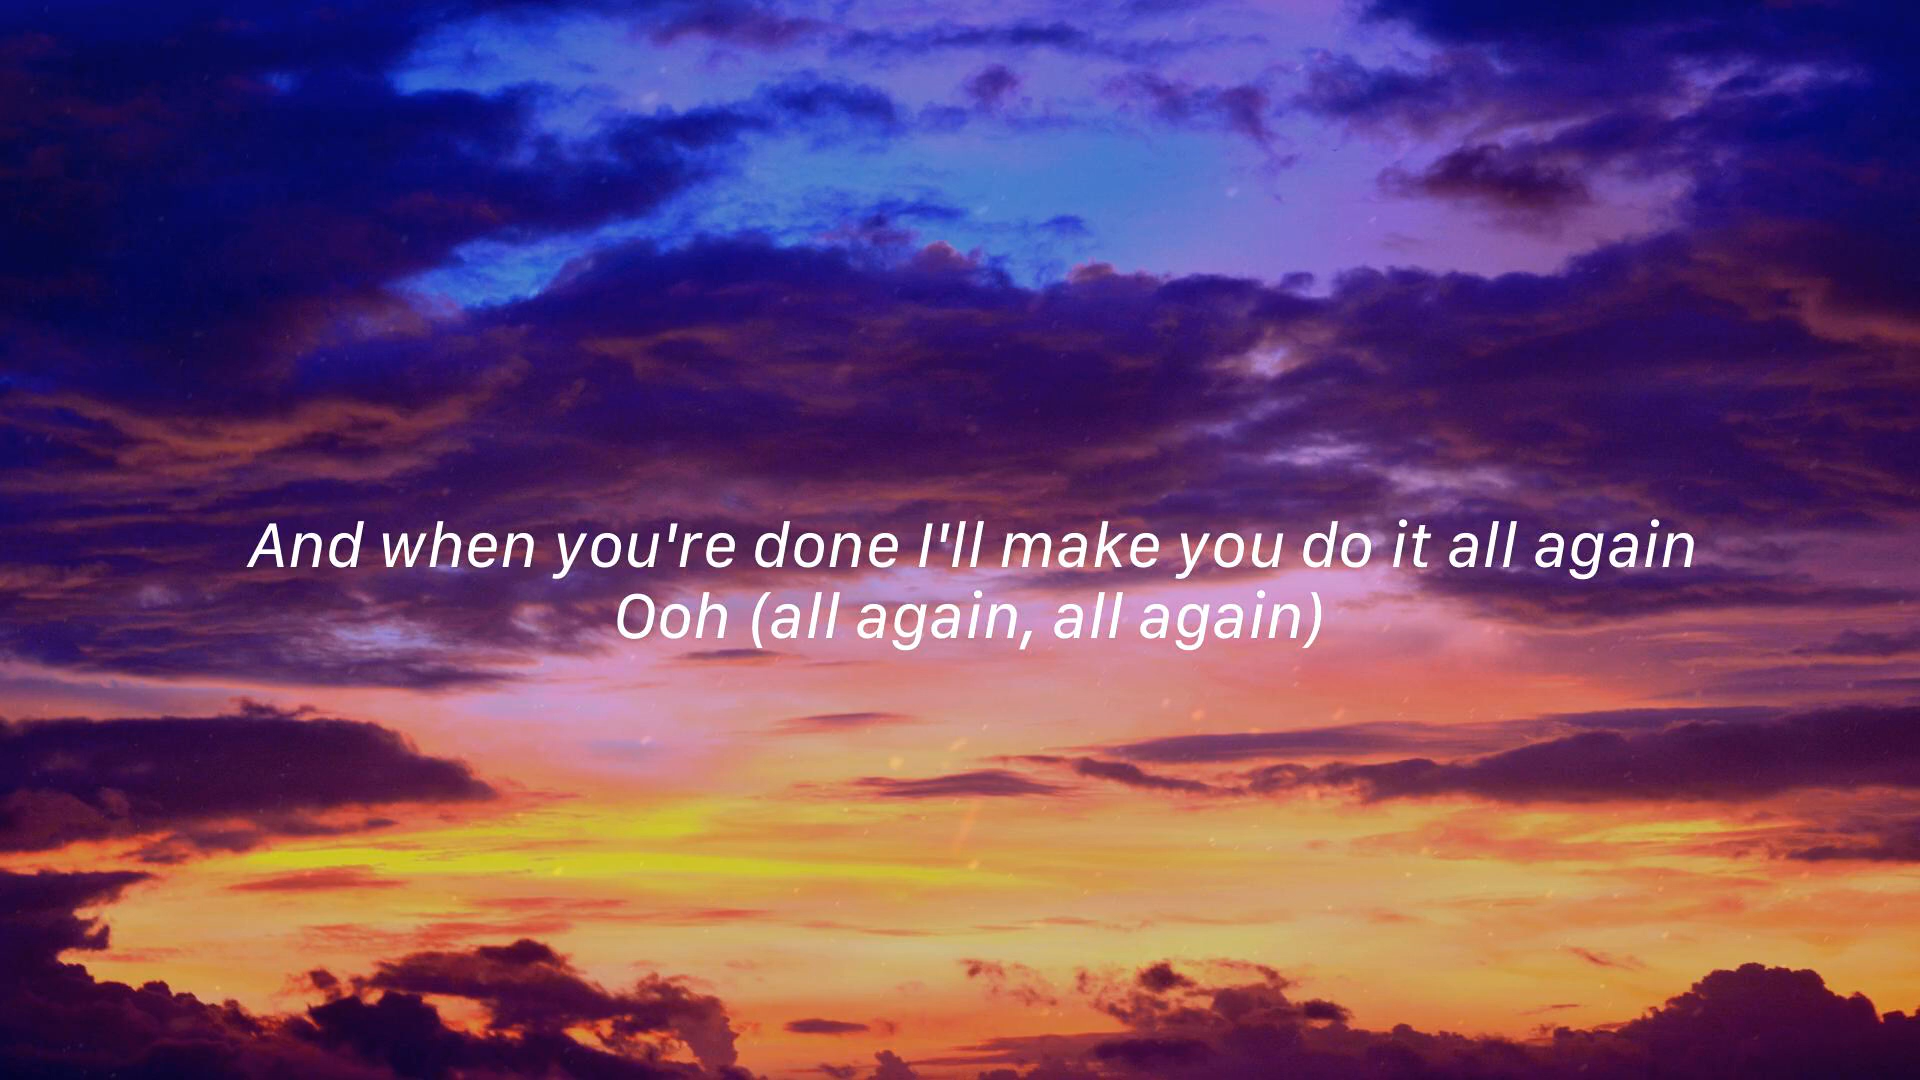 And when you're done I'll make you do it all again
Ooh (all again, all again)